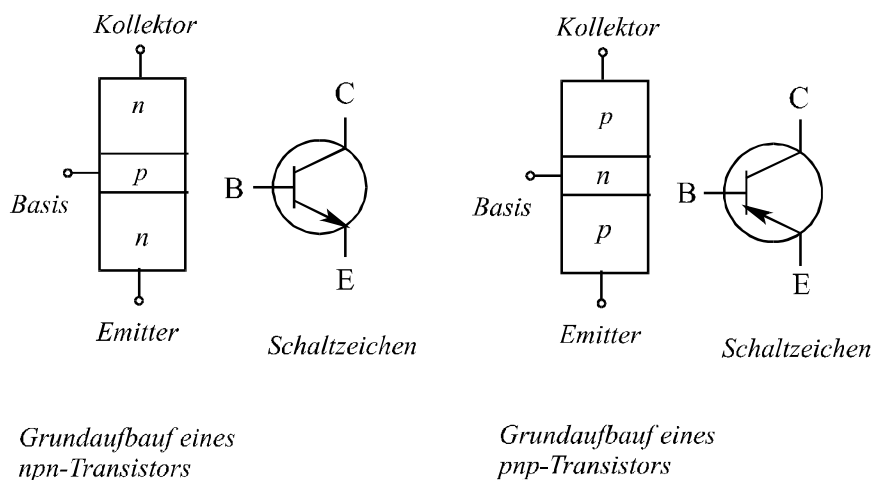 Kollektor
n
p
Basis
n
Emitter
C
B
E
Schaltzeichen
Grundaufbauf eines
npn-Transistors
Kollektor
p
n
Basis
p
Emitter
C
B
E
Schaltzeichen
Grundaufbauf eines
pnp-Transistors